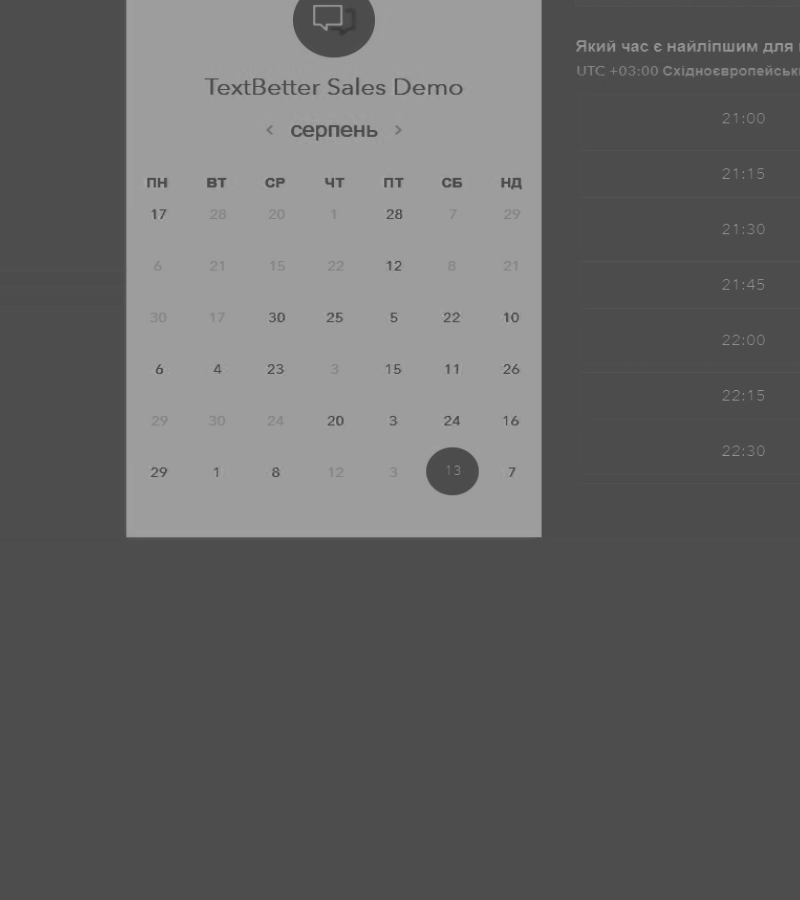 TextBetter Sales Demo
< серпень >
ПН ВТ СР ЧТ ПТ СБ НД
17 28 20 1 28 7 29
6 21 15 22 12 8 21
30 17 30 25 5 22 10
6 4 23 3 15 11 26
29 30 24 20 3 24 16
29 1 8 12 3 13 7
Який час є найліпшим для
UTC +03:00 Східноєвропейськ
21:00
21:15
21:30
21:45
22:00
22:15
22:30